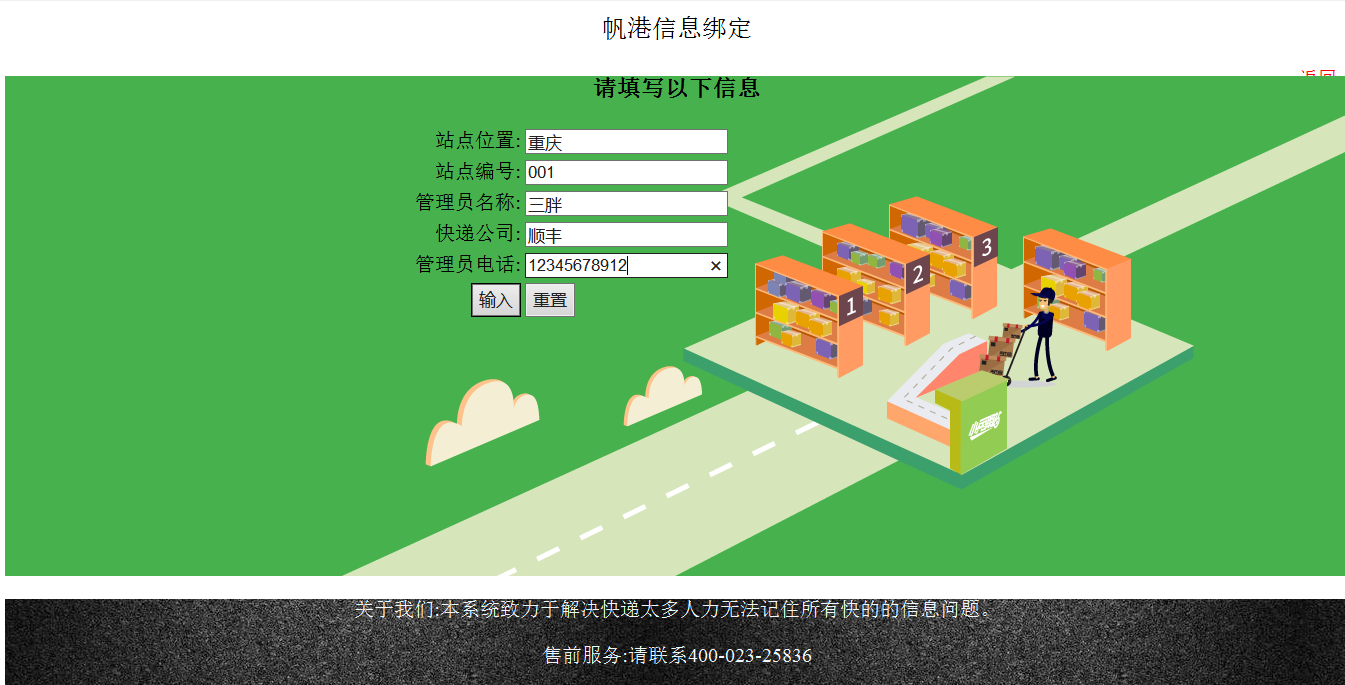 帆港信息绑定
返回
请填写以下信息
站点位置: 重庆
站点编号: 001
管理员名称: 三胖
快递公司: 顺丰
管理员电话: 12345678912 ×
输入 重置
1 2 3
关于我们:本系统致力于解决快递太多人力无法记住所有快的的信息问题。
售前服务:请联系400-023-25836